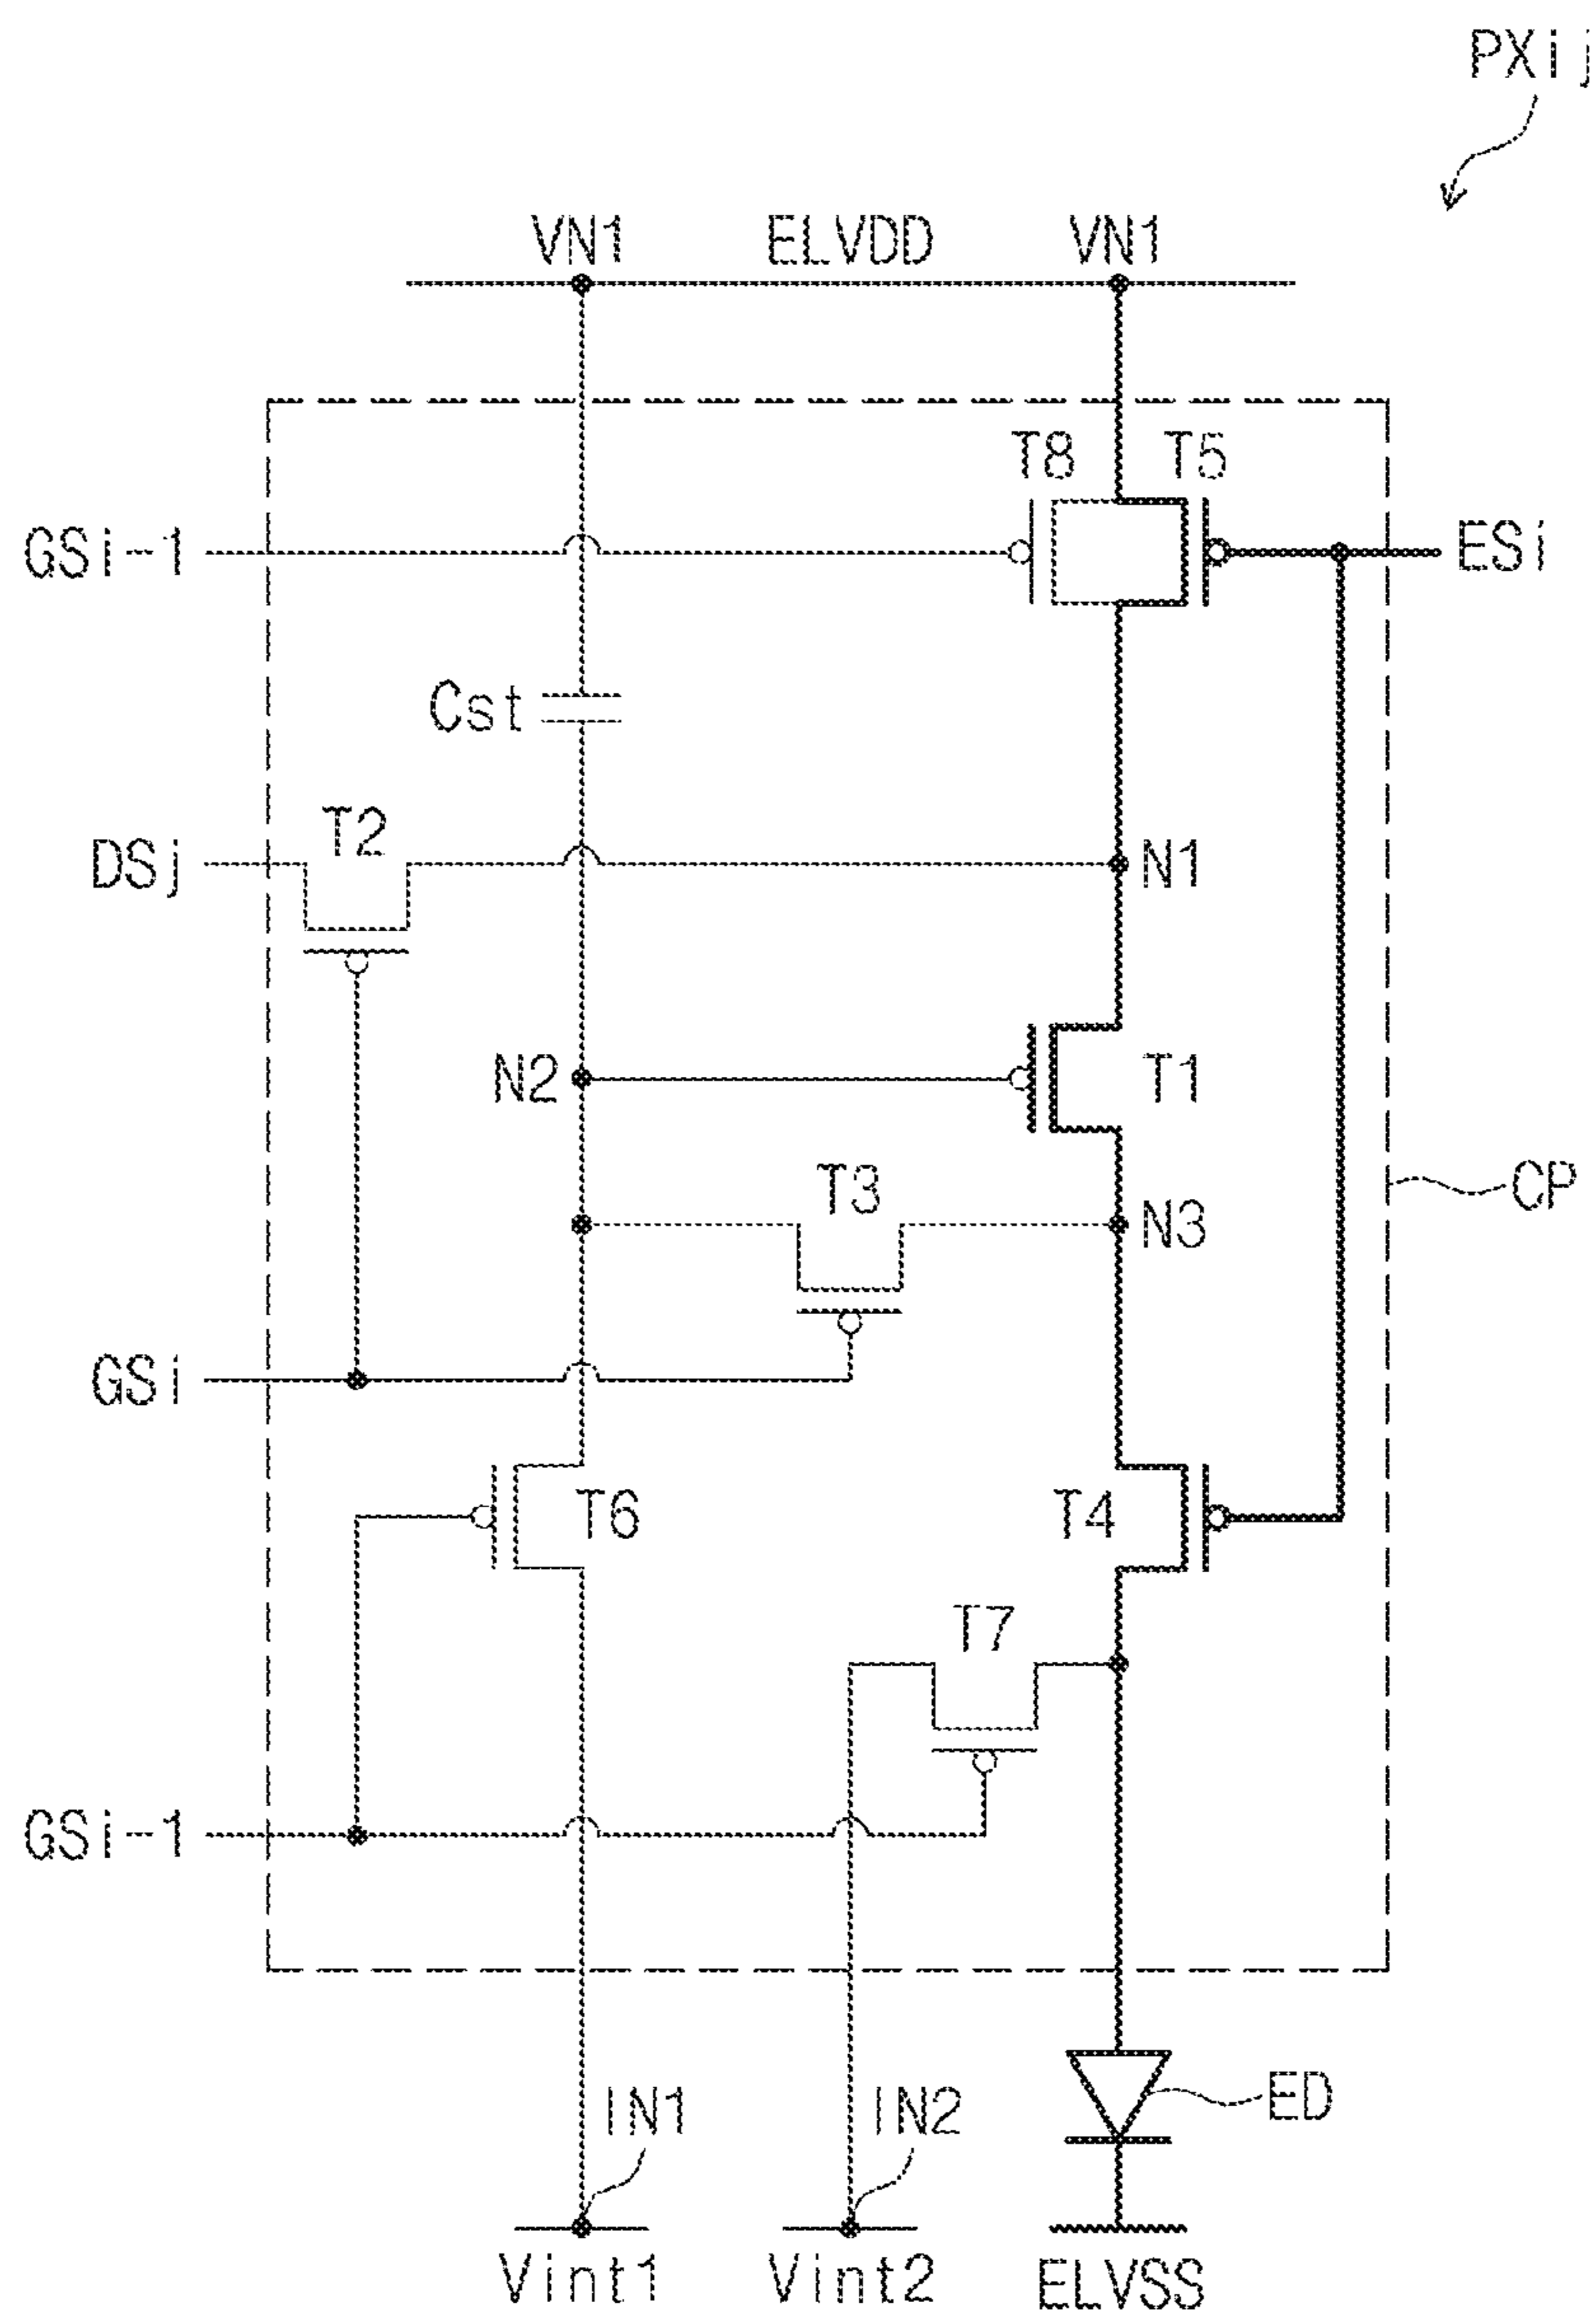 PXij
VN1 ELVDD VN1
T8 T5
GSi-1
ESi
Cst
T2
DSj
N1
N2
T1
T3
CP
N3
GSi
T6
T4
T7
GSi-1
IN1
IN2
ED
Vint1
Vint2
ELVSS